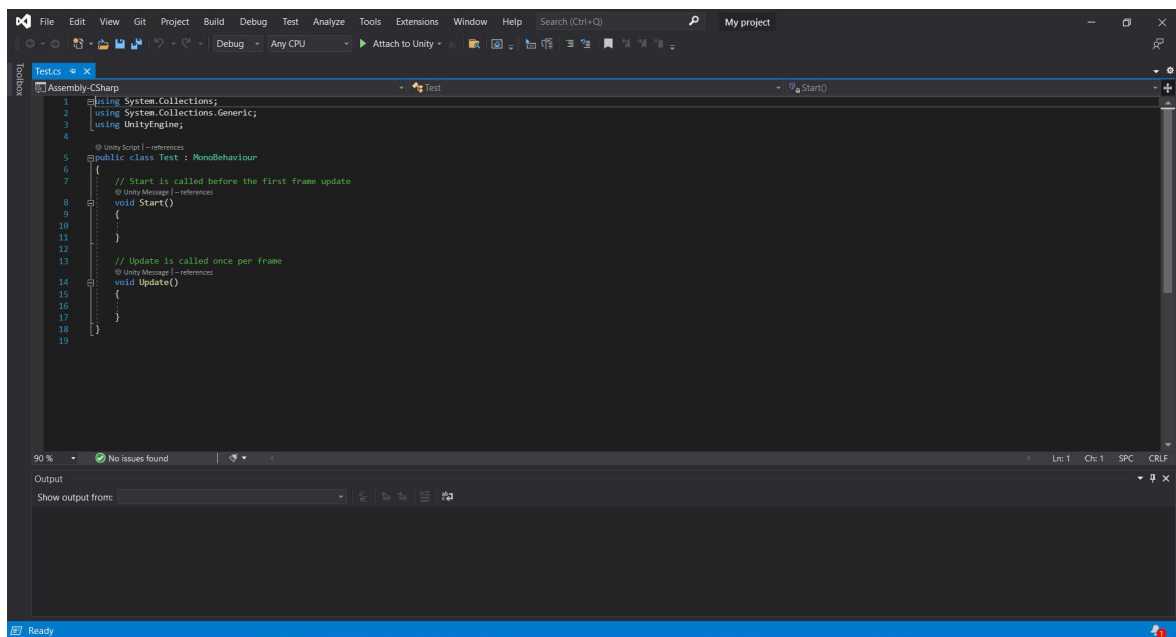 File Edit View Git Project Build Debug Test Analyze Tools Extensions Window Help Search (Ctrl+Q) My project
Debug Any CPU Attach to Unity
Toolbox
Test.cs
Assembly-CSharp Test Start()
1 using System.Collections;
2 using System.Collections.Generic;
3 using UnityEngine;
4
Unity Script | – references
5 public class Test : MonoBehaviour
6 {
7 // Start is called before the first frame update
Unity Message | – references
8 void Start()
9 {
10
11 }
12
13 // Update is called once per frame
Unity Message | – references
14 void Update()
15 {
16
17 }
18 }
19
90 % No issues found Ln: 1 Ch: 1 SPC CRLF
Output
Show output from:
Ready 1